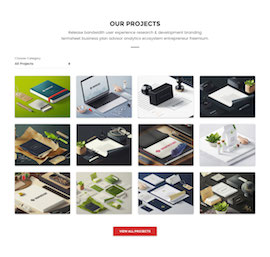 OUR PROJECTS
Release bandwidth user experience research & development branding
termsheet business plan advisor analytics ecosystem entrepreneur freemium.
Choose Category
All Projects
VIEW ALL PROJECTS